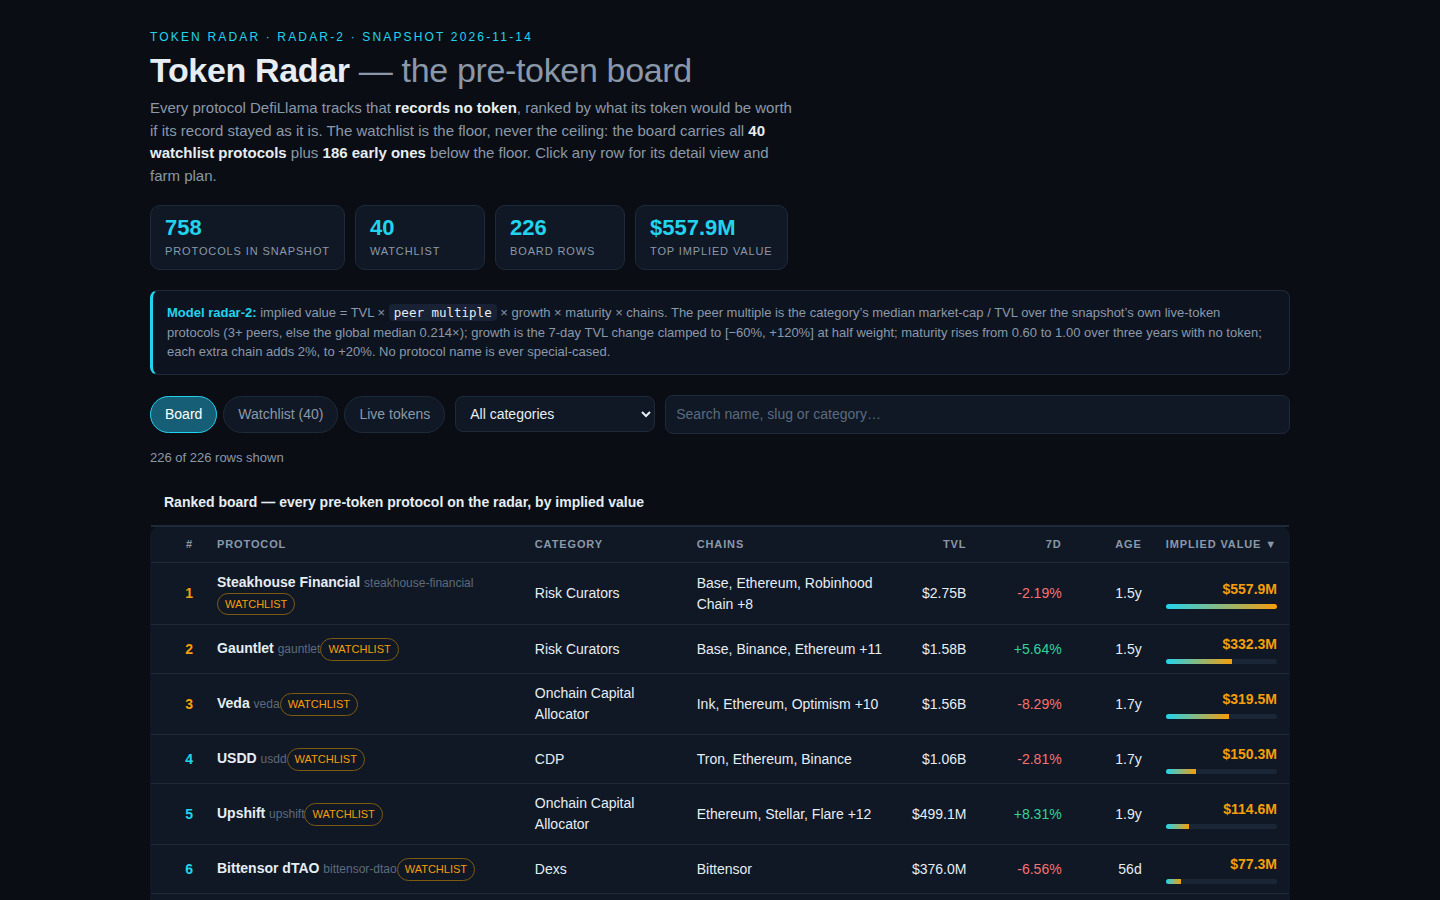 TOKEN RADAR · RADAR-2 · SNAPSHOT 2026-11-14
Token Radar — the pre-token board
Every protocol DefiLlama tracks that records no token, ranked by what its token would be worth
if its record stayed as it is. The watchlist is the floor, never the ceiling: the board carries all 40
watchlist protocols plus 186 early ones below the floor. Click any row for its detail view and
farm plan.
758
PROTOCOLS IN SNAPSHOT
40
WATCHLIST
226
BOARD ROWS
$557.9M
TOP IMPLIED VALUE
Model radar-2: implied value = TVL × peer multiple × growth × maturity × chains. The peer multiple is the category’s median market-cap / TVL over the snapshot’s own live-token
protocols (3+ peers, else the global median 0.214×); growth is the 7-day TVL change clamped to [−60%, +120%] at half weight; maturity rises from 0.60 to 1.00 over three years with no token;
each extra chain adds 2%, to +20%. No protocol name is ever special-cased.
Board Watchlist (40) Live tokens All categories Search name, slug or category…
226 of 226 rows shown
Ranked board — every pre-token protocol on the radar, by implied value
# PROTOCOL CATEGORY CHAINS TVL 7D AGE IMPLIED VALUE ▼
1 Steakhouse Financial steakhouse-financial WATCHLIST Risk Curators Base, Ethereum, Robinhood Chain +8 $2.75B -2.19% 1.5y $557.9M
2 Gauntlet gauntlet WATCHLIST Risk Curators Base, Binance, Ethereum +11 $1.58B +5.64% 1.5y $332.3M
3 Veda veda WATCHLIST Onchain Capital Allocator Ink, Ethereum, Optimism +10 $1.56B -8.29% 1.7y $319.5M
4 USDD usdd WATCHLIST CDP Tron, Ethereum, Binance $1.06B -2.81% 1.7y $150.3M
5 Upshift upshift WATCHLIST Onchain Capital Allocator Ethereum, Stellar, Flare +12 $499.1M +8.31% 1.9y $114.6M
6 Bittensor dTAO bittensor-dtao WATCHLIST Dexs Bittensor $376.0M -6.56% 56d $77.3M